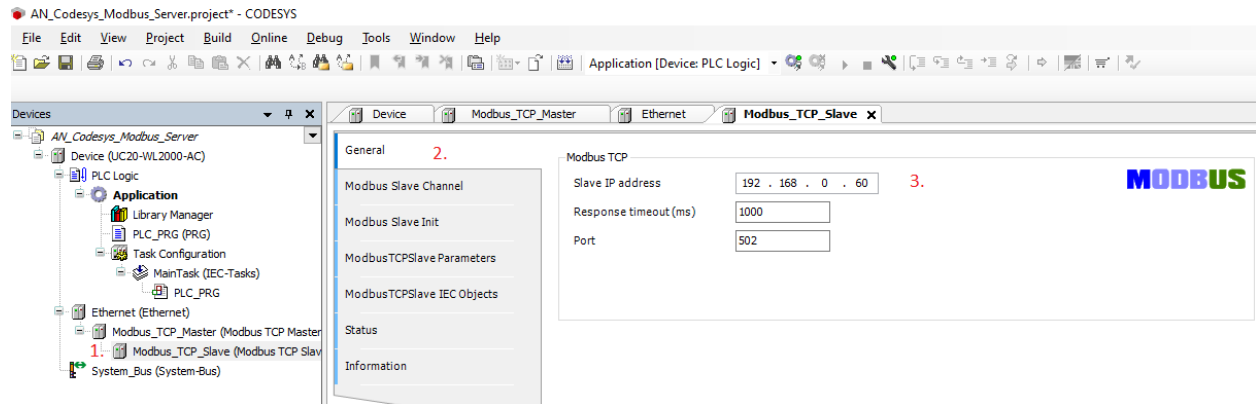 AN_Codesys_Modbus_Server.project* - CODESYS
File Edit View Project Build Online Debug Tools Window Help
Application [Device: PLC Logic]
Devices
AN_Codesys_Modbus_Server
Device (UC20-WL2000-AC)
PLC Logic
Application
Library Manager
PLC_PRG (PRG)
Task Configuration
MainTask (IEC-Tasks)
PLC_PRG
Ethernet (Ethernet)
Modbus_TCP_Master (Modbus TCP Master
1. Modbus_TCP_Slave (Modbus TCP Slav
System_Bus (System-Bus)
Device Modbus_TCP_Master Ethernet Modbus_TCP_Slave
General 2.
Modbus Slave Channel
Modbus Slave Init
ModbusTCPSlave Parameters
ModbusTCPSlave IEC Objects
Status
Information
Modbus TCP
Slave IP address 192 . 168 . 0 . 60 3.
Response timeout (ms) 1000
Port 502
MODBUS